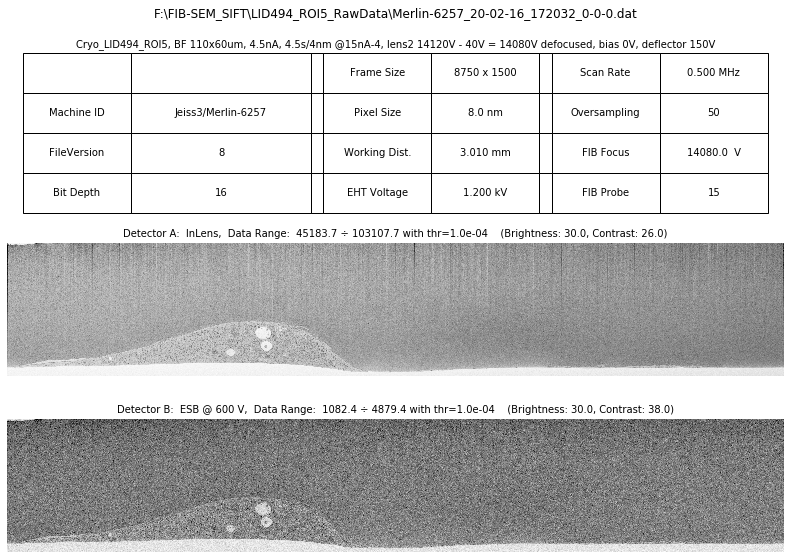 F:\FIB-SEM_SIFT\LID494_ROI5_RawData\Merlin-6257_20-02-16_172032_0-0-0.dat
Cryo_LID494_ROI5, BF 110x60um, 4.5nA, 4.5s/4nm @15nA-4, lens2 14120V - 40V = 14080V defocused, bias 0V, deflector 150V
Frame Size 8750 x 1500 Scan Rate 0.500 MHz
Machine ID Jeiss3/Merlin-6257 Pixel Size 8.0 nm Oversampling 50
FileVersion 8 Working Dist. 3.010 mm FIB Focus 14080.0 V
Bit Depth 16 EHT Voltage 1.200 kV FIB Probe 15
Detector A: InLens, Data Range: 45183.7 ÷ 103107.7 with thr=1.0e-04 (Brightness: 30.0, Contrast: 26.0)
Detector B: ESB @ 600 V, Data Range: 1082.4 ÷ 4879.4 with thr=1.0e-04 (Brightness: 30.0, Contrast: 38.0)